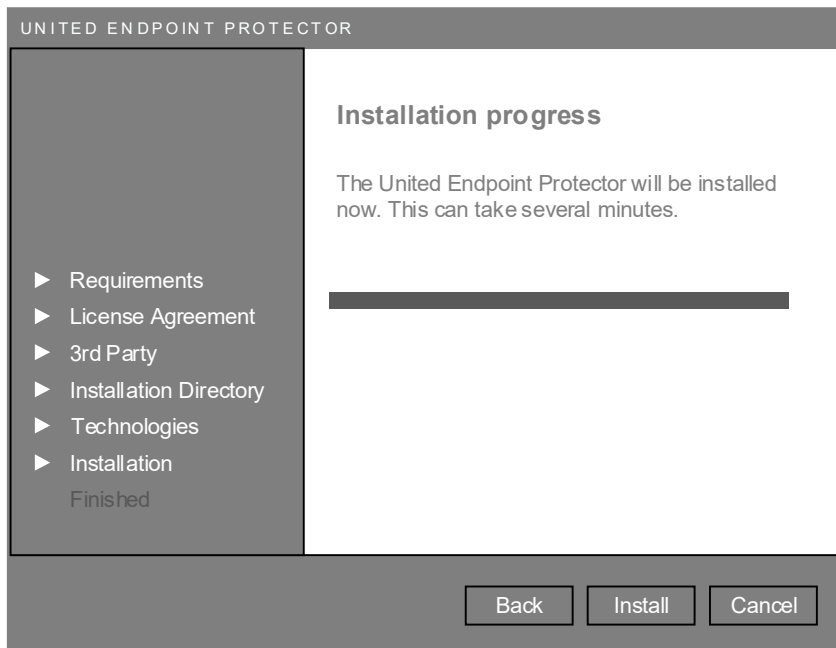 UNITED ENDPOINT PROTECTOR
Installation progress
The United Endpoint Protector will be installed
now. This can take several minutes.
Requirements
License Agreement
3rd Party
Installation Directory
Technologies
Installation
Finished
Back
Install
Cancel